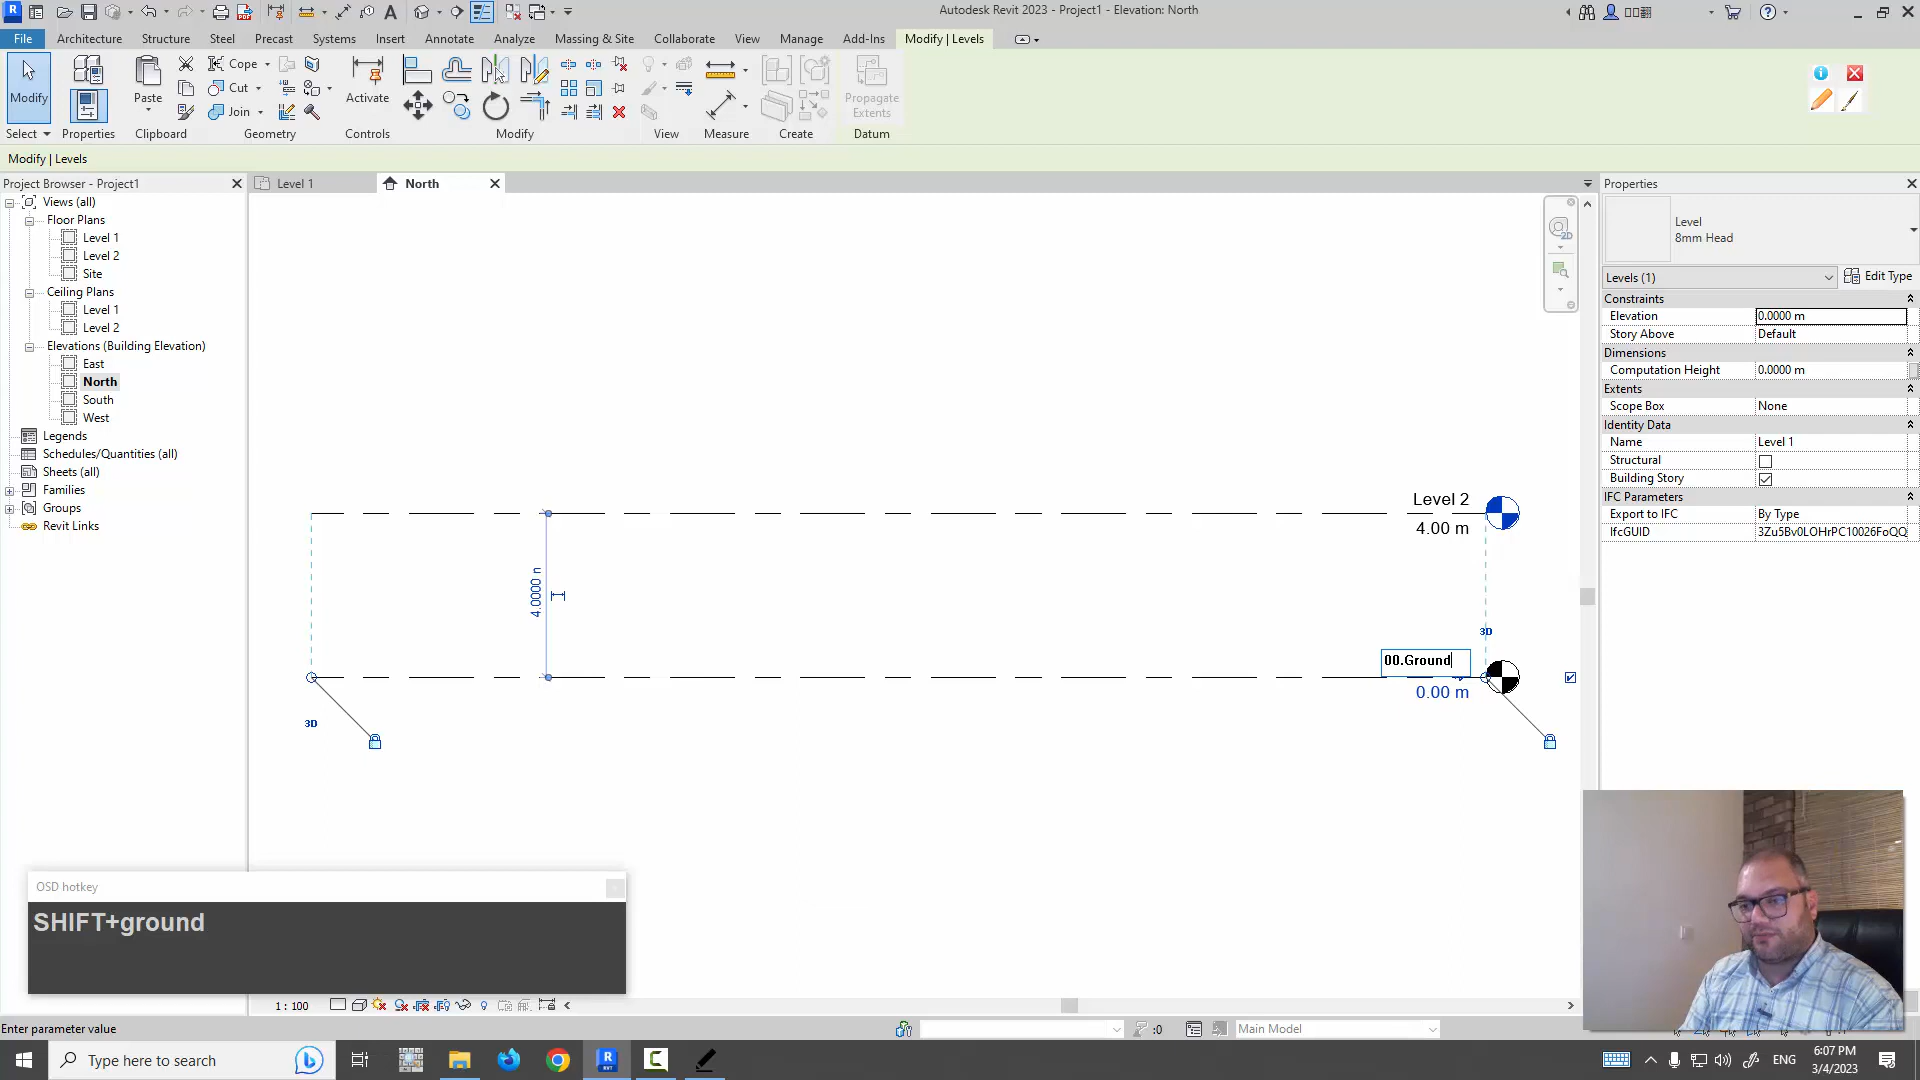 Autodesk Revit 2023 - Project1 - Elevation: North
File
Architecture
Structure
Steel
Precast
Systems
Insert
Annotate
Analyze
Massing & Site
Collaborate
View
Manage
Add-Ins
Modify | Levels
Modify
Paste
Cope
Cut
Join
Activate
Propagate
Extents
Select
Properties
Clipboard
Geometry
Controls
Modify
View
Measure
Create
Datum
Modify | Levels
Project Browser - Project1
Level 1
North
Properties
Views (all)
Floor Plans
Level 1
Level 2
Site
Ceiling Plans
Level 1
Level 2
Elevations (Building Elevation)
East
North
South
West
Legends
Schedules/Quantities (all)
Sheets (all)
Families
Groups
Revit Links
4.0000 n
3D
Level 2
4.00 m
3D
00.Ground
0.00 m
2D
Level
8mm Head
Levels (1)
Edit Type
Constraints
Elevation 0.0000 m
Story Above Default
Dimensions
Computation Height 0.0000 m
Extents
Scope Box None
Identity Data
Name Level 1
Structural
Building Story
IFC Parameters
Export to IFC By Type
IfcGUID 3Zu5Bv0LOHrPC10026FoQQ
OSD hotkey
SHIFT+ground
1 : 100
Enter parameter value
:0
Main Model
Type here to search
ENG
6:07 PM
3/4/2023